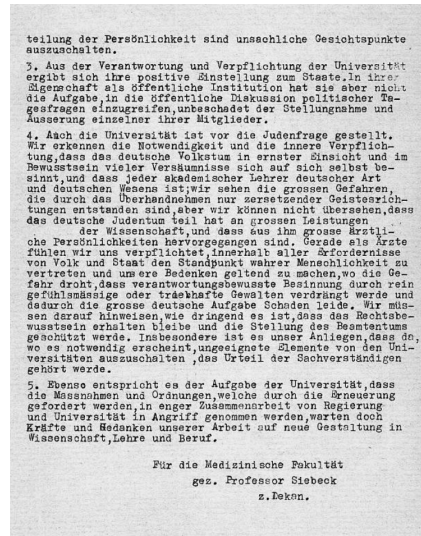 teilung der Persönlichkeit sind unsachliche Gesichtspunkte
auszuschalten.
3. Aus der Verantwortung und Verpflichtung der Universität
ergibt sich ihre positive Einstellung zum Staate.In ihrer
Eigenschaft als öffentliche Institution hat sie aber nicht
die Aufgabe,in die öffentliche Diskussion politischer Ta-
gesfragen einzugreifen,unbeschadet der Stellungnahme und
Äusserung einzelner ihrer Mitglieder.
4. Auch die Universität ist vor die Judenfrage gestellt.
Wir erkennen die Notwendigkeit und die innere Verpflich-
tung,dass das deutsche Volkstum in ernster Einsicht und im
Bewusstsein vieler Versäumnisse sich auf sich selbst be-
sinnt,und dass jeder akademischer Lehrer deutscher Art
und deutschen Wesens ist;wir sehen die grossen Gefahren,
die durch das Überhandnehmen nur zersetzender Geistesrich-
tungen entstanden sind,aber wir können nicht übersehen,dass
das deutsche Judentum teil hat an grossen Leistungen
der Wissenschaft,und dass aus ihm grosse ärztli-
che Persönlichkeiten hervorgegangen sind. Gerade als Ärzte
fühlen wir uns verpflichtet,innerhalb aller Erfordernisse
von Volk und Staat den Standpunkt wahrer Menschlichkeit zu
vertreten und unsere Bedenken geltend zu machen,wo die Ge-
fahr droht,dass verantwortungsbewusste Besinnung durch rein
gefühlsmässige oder triebhafte Gewalten verdrängt werde und
dadurch die grosse deutsche Aufgabe Schaden leide. Wir müs-
sen darauf hinweisen,wie dringend es ist,dass das Rechtsbe-
wusstsein erhalten bleibe und die Stellung des Beamtentums
geschützt werde. Insbesondere ist es unser Anliegen,dass da,
wo es notwendig erscheint,ungeeignete Elemente von den Uni-
versitäten auszuschalten ,das Urteil der Sachverständigen
gehört werde.
5. Ebenso entspricht es der Aufgabe der Universität,dass
die Massnahmen und Ordnungen,welche durch die Erneuerung
gefordert werden,in enger Zusammenarbeit von Regierung
und Universität in Angriff genommen werden,warten doch
Kräfte und Gedanken unserer Arbeit auf neue Gestaltung in
Wissenschaft,Lehre und Beruf.
Für die Medizinische Fakultät
gez. Professor Siebeck
z.Dekan.